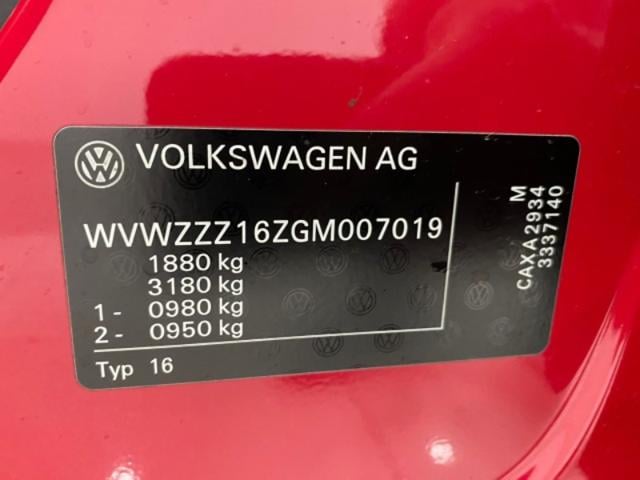 VOLKSWAGEN AG
WVWZZZ16ZGM007019
1880 kg
3180 kg
1 - 0980 kg
2 - 0950 kg
Typ 16
M
CAXA2934
3337140